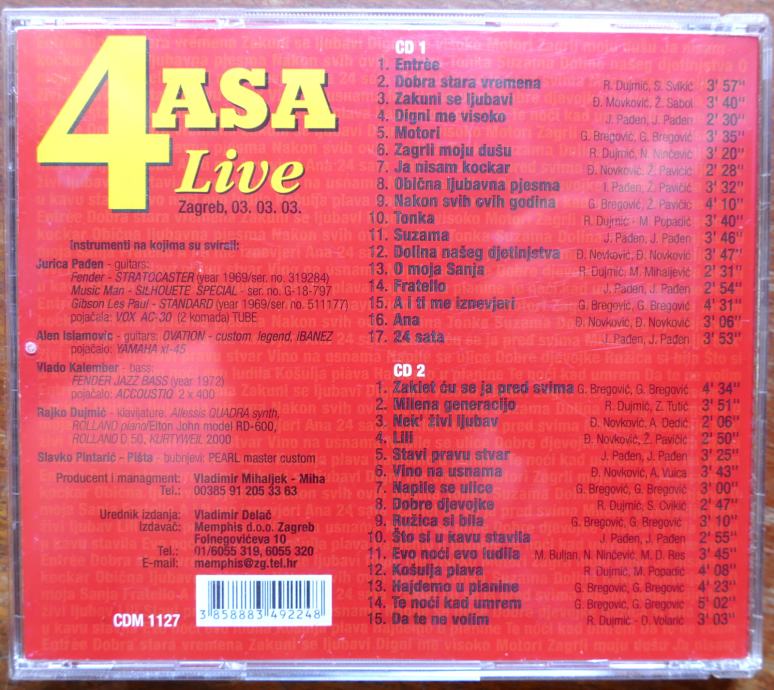 4 ASA
Live
Zagreb, 03. 03. 03.
Instrumenti na kojima su svirali:
Jurica Pađen - guitars:
Fender - STRATOCASTER (year 1969/ser. no. 319284)
Music Man - SILHOUETE SPECIAL - ser. no. G-18-797
Gibson Les Paul - STANDARD (year 1969/ser. no. 511177)
pojačala: VOX AC-30 (2 komada) TUBE
Alen Islamovic - guitars: OVATION - custom legend, iBANEZ
pojačalo: YAMAHA xl-45
Vlado Kalember - bass:
FENDER JAZZ BASS (year 1972)
pojačalo: ACCOUSTIQ 2 x 400
Rajko Dujmić - klavijature: Allessis QUADRA synth,
ROLLAND piano/Elton John model RD-600,
ROLLAND D 50, KURTYWEIL 2000
Slavko Pintarić - Pišta - bubnjevi: PEARL master custom
Producent i managment: Vladimir Mihaljek - Miha
Tel.: 00385 91 205 33 63
Urednik izdanja: Vladimir Delač
Izdavač: Memphis d.o.o. Zagreb
Folnegovićeva 10
Tel.: 01/6055 319, 6055 320
E-mail: memphis@zg.tel.hr
CDM 1127
3 858883 492248
CD 1
1. Entrèe
2. Dobra stara vremena R. Dujmić, S. Svikić 3' 57"
3. Zakuni se ljubavi Đ. Movković, Ž. Sabol 3' 40"
4. Digni me visoko J. Pađen, J. Pađen 2' 30"
5. Motori G. Bregović, G. Bregović 3' 35"
6. Zagrli moju dušu R. Dujmić, N. Ninčević 3' 20"
7. Ja nisam kockar Đ. Novković, Ž. Pavičić 2' 28"
8. Obična ljubavna pjesma I. Pađen, Ž. Pavičić 3' 32"
9. Nakon svih cvih godina G. Bregović, Ž. Pavičić 4' 10"
10. Tonka R. Dujmić - M. Popadić 3' 40"
11. Suzama J. Pađen, J. Pađen 3' 46"
12. Dolina našeg djetinjstva Đ. Novković, Đ. Novković 3' 47"
13. O moja Sanja R. Dujmić, M. Mihaljević 2' 31"
14. Fratello J. Pađen, J. Pađen 2' 54"
15. A i ti me iznevjeri G. Bregović, G. Bregović 4' 31"
16. Ana Đ. Novković, Đ. Novković 3' 06"
17. 24 sata J. Pađen, J. Pađen 3' 53"
CD 2
1. Zaklet ću se ja pred svima G. Bregović, G. Bregović 4' 34"
2. Milena generacijo R. Dujmić, Z. Tutić 3' 51"
3. Nek' živi ljubav Đ. Novković, A. Dedić 2' 06"
4. Lili Đ. Novković, Ž. Pavičić 2' 50"
5. Stavi pravu stvar J. Pađen, J. Pađen 3' 25"
6. Vino na usnama Đ. Novković, A. Vuica 3' 43"
7. Napile se ulice G. Bregović, G. Bregović 3' 00"
8. Dobre djevojke R. Dujmić, S. Cvikić 2' 47"
9. Ružica si bila G. Bregović, G. Bregović 3' 10"
10. Što si u kavu stavila J. Pađen, J. Pađen 2' 55"
11. Evo noći evo ludila M. Buljan, N. Ninčević, M. D. Res 3' 45"
12. Košulja plava R. Dujmić, M. Popadić 4' 08"
13. Hajdemo u planine G. Bregović, G. Bregović 4' 23"
14. Te noći kad umrem G. Bregović, G. Bregović 5' 02"
15. Da te ne volim R. Dujmić - D. Volarić 3' 03"